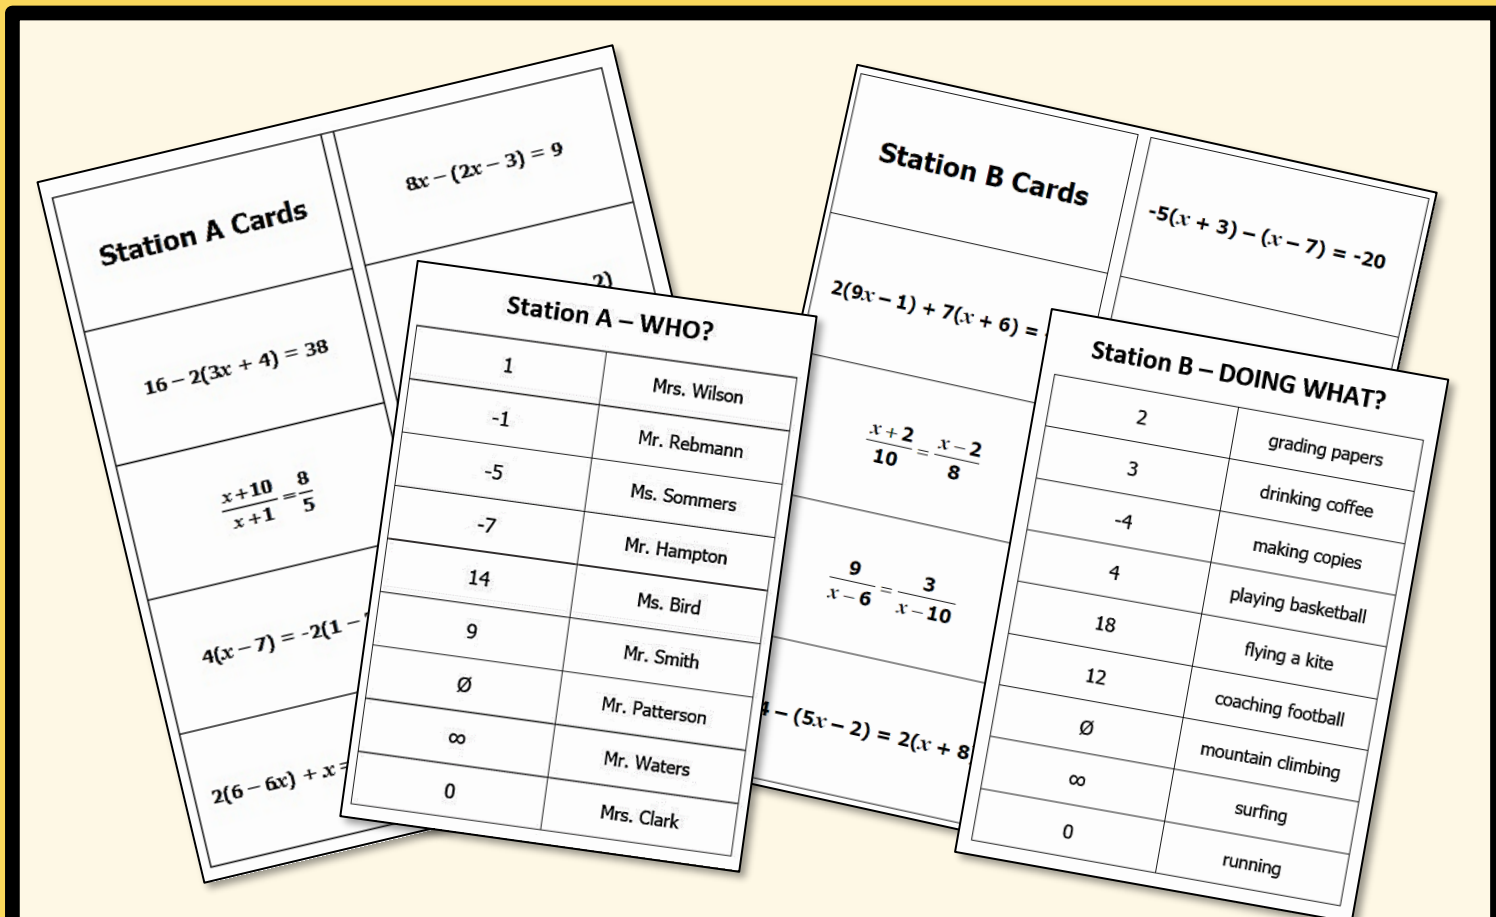 Station A Cards
8x – (2x – 3) = 9
16 – 2(3x + 4) = 38
2)
x+10
x+1
=
8
5
4(x – 7) = -2(1 –
2(6 – 6x) + x =
Station A – WHO?
1 Mrs. Wilson
-1 Mr. Rebmann
-5 Ms. Sommers
-7 Mr. Hampton
14 Ms. Bird
9 Mr. Smith
Ø Mr. Patterson
∞ Mr. Waters
0 Mrs. Clark
Station B Cards
-5(x + 3) – (x – 7) = -20
2(9x – 1) + 7(x + 6) =
x + 2
10
=
x – 2
8
9
x – 6
=
3
x – 10
4 – (5x – 2) = 2(x + 8
Station B – DOING WHAT?
2 grading papers
3 drinking coffee
-4 making copies
4 playing basketball
18 flying a kite
12 coaching football
Ø mountain climbing
∞ surfing
0 running